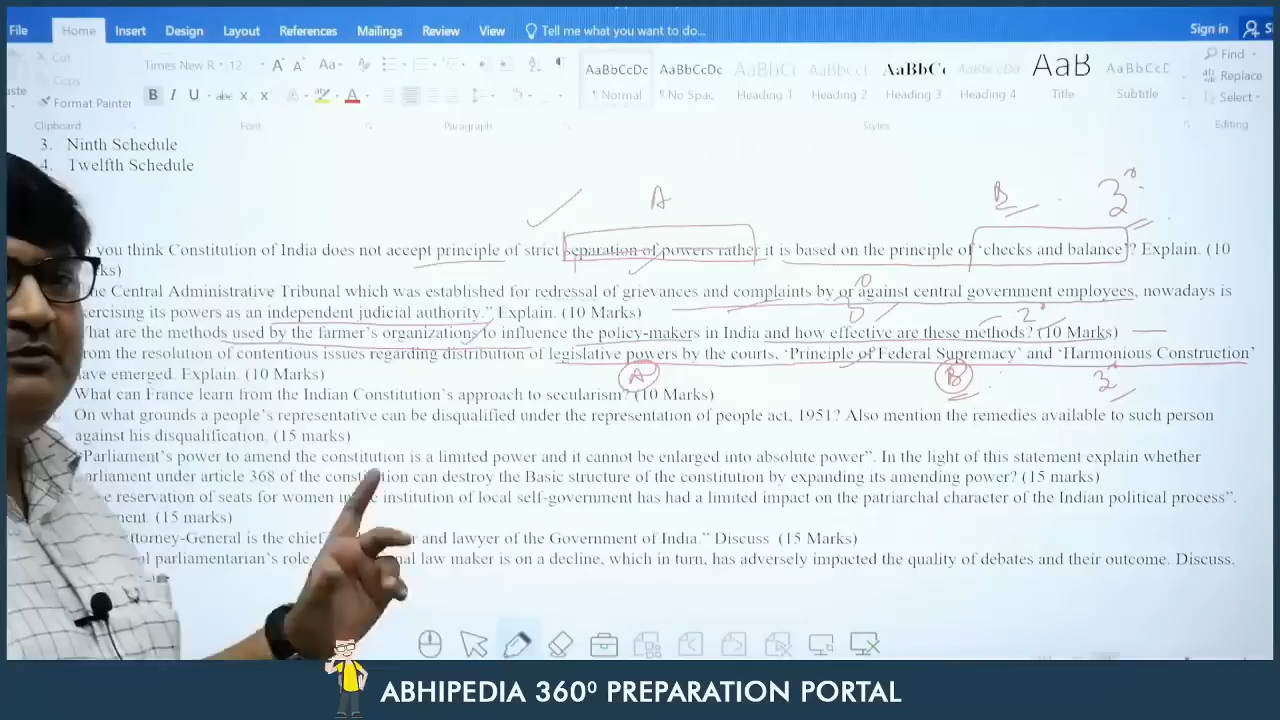 File Home Insert Design Layout References Mailings Review View Tell me what you want to do... Sign in
Cut
Copy
Format Painter
Times New R 12
B I U abc
AaBbCcDc AaBbCcDc AaBbCc AaBbCcC AaBbCc AaBbCcDc AaB AaBbCcD
Normal No Spac Heading 1 Heading 2 Heading 3 Heading 4 Title Subtitle
Find
Replace
Select
Clipboard Font Paragraph Styles Editing
3. Ninth Schedule
4. Twelfth Schedule
A B 3
you think Constitution of India does not accept principle of strict separation of powers rather it is based on the principle of ‘checks and balance’? Explain. (10
Central Administrative Tribunal which was established for redressal of grievances and complaints by or against central government employees, nowadays is
its powers as an independent judicial authority.” Explain. (10 Marks)
What are the methods used by the farmer’s organizations to influence the policy-makers in India and how effective are these methods? (10 Marks)
from the resolution of contentious issues regarding distribution of legislative powers by the courts, ‘Principle of Federal Supremacy’ and ‘Harmonious Construction’
have emerged. Explain. (10 Marks)
A B 3
What can France learn from the Indian Constitution’s approach to secularism? (10 Marks)
On what grounds a people’s representative can be disqualified under the representation of people act, 1951? Also mention the remedies available to such person
against his disqualification. (15 marks)
Parliament’s power to amend the constitution is a limited power and it cannot be enlarged into absolute power”. In the light of this statement explain whether
parliament under article 368 of the constitution can destroy the Basic structure of the constitution by expanding its amending power? (15 marks)
reservation of seats for women in the institution of local self-government has had a limited impact on the patriarchal character of the Indian political process”.
(15 marks)
Attorney-General is the chief and lawyer of the Government of India.” Discuss (15 Marks)
parliamentarian’s role law maker is on a decline, which in turn, has adversely impacted the quality of debates and their outcome. Discuss.
ABHIPEDIA 360⁰ PREPARATION PORTAL